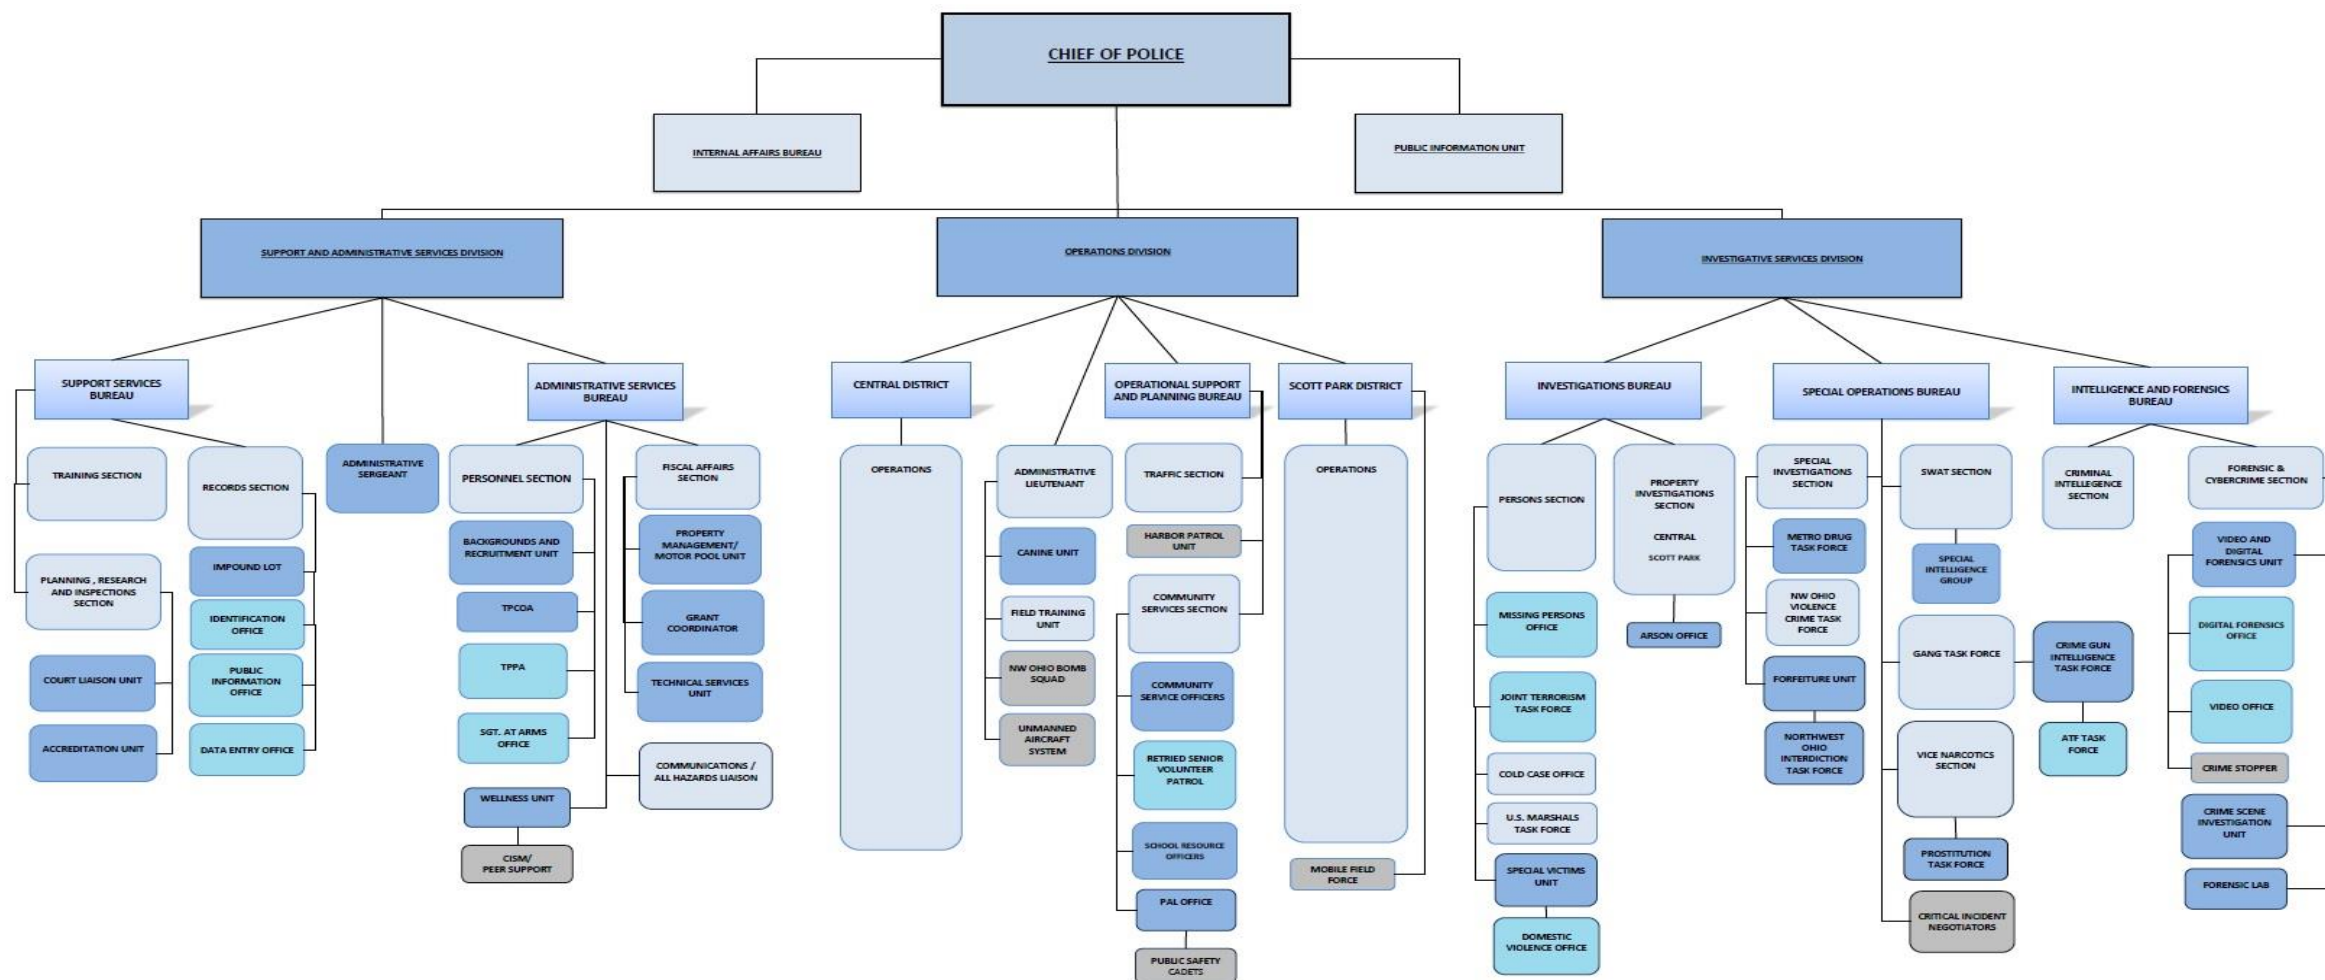 CHIEF OF POLICE
INTERNAL AFFAIRS BUREAU
PUBLIC INFORMATION UNIT
SUPPORT AND ADMINISTRATIVE SERVICES DIVISION
OPERATIONS DIVISION
INVESTIGATIVE SERVICES DIVISION
SUPPORT SERVICES
BUREAU
ADMINISTRATIVE SERVICES
BUREAU
CENTRAL DISTRICT
OPERATIONAL SUPPORT
AND PLANNING BUREAU
SCOTT PARK DISTRICT
INVESTIGATIONS BUREAU
SPECIAL OPERATIONS BUREAU
INTELLIGENCE AND FORENSICS
BUREAU
TRAINING SECTION
PLANNING , RESEARCH
AND INSPECTIONS
SECTION
COURT LIAISON UNIT
ACCREDITATION UNIT
RECORDS SECTION
IMPOUND LOT
IDENTIFICATION
OFFICE
PUBLIC
INFORMATION
OFFICE
DATA ENTRY OFFICE
ADMINISTRATIVE
SERGEANT
PERSONNEL SECTION
BACKGROUNDS AND
RECRUITMENT UNIT
TPCOA
TPPA
SGT. AT ARMS
OFFICE
WELLNESS UNIT
CISM/
PEER SUPPORT
FISCAL AFFAIRS
SECTION
PROPERTY
MANAGEMENT/
MOTOR POOL UNIT
GRANT
COORDINATOR
TECHNICAL SERVICES
UNIT
COMMUNICATIONS /
ALL HAZARDS LIAISON
OPERATIONS
ADMINISTRATIVE
LIEUTENANT
CANINE UNIT
FIELD TRAINING
UNIT
NW OHIO BOMB
SQUAD
UNMANNED
AIRCRAFT
SYSTEM
TRAFFIC SECTION
HARBOR PATROL
UNIT
COMMUNITY
SERVICES SECTION
COMMUNITY
SERVICE OFFICERS
RETRIED SENIOR
VOLUNTEER
PATROL
SCHOOL RESOURCE
OFFICERS
PAL OFFICE
PUBLIC SAFETY
CADETS
OPERATIONS
MOBILE FIELD
FORCE
PERSONS SECTION
MISSING PERSONS
OFFICE
JOINT TERRORISM
TASK FORCE
COLD CASE OFFICE
U.S. MARSHALS
TASK FORCE
SPECIAL VICTIMS
UNIT
DOMESTIC
VIOLENCE OFFICE
PROPERTY
INVESTIGATIONS
SECTION
CENTRAL
SCOTT PARK
ARSON OFFICE
SPECIAL
INVESTIGATIONS
SECTION
METRO DRUG
TASK FORCE
NW OHIO
VIOLENCE
CRIME TASK
FORCE
FORFEITURE UNIT
NORTHWEST
OHIO
INTERDICTION
TASK FORCE
SWAT SECTION
SPECIAL
INTELLIGENCE
GROUP
GANG TASK FORCE
VICE NARCOTICS
SECTION
PROSTITUTION
TASK FORCE
CRITICAL INCIDENT
NEGOTIATORS
CRIMINAL
INTELLEGENCE
SECTION
CRIME GUN
INTELLIGENCE
TASK FORCE
ATF TASK
FORCE
FORENSIC &
CYBERCRIME SECTION
VIDEO AND
DIGITAL
FORENSICS UNIT
DIGITAL FORENSICS
OFFICE
VIDEO OFFICE
CRIME STOPPER
CRIME SCENE
INVESTIGATION
UNIT
FORENSIC LAB